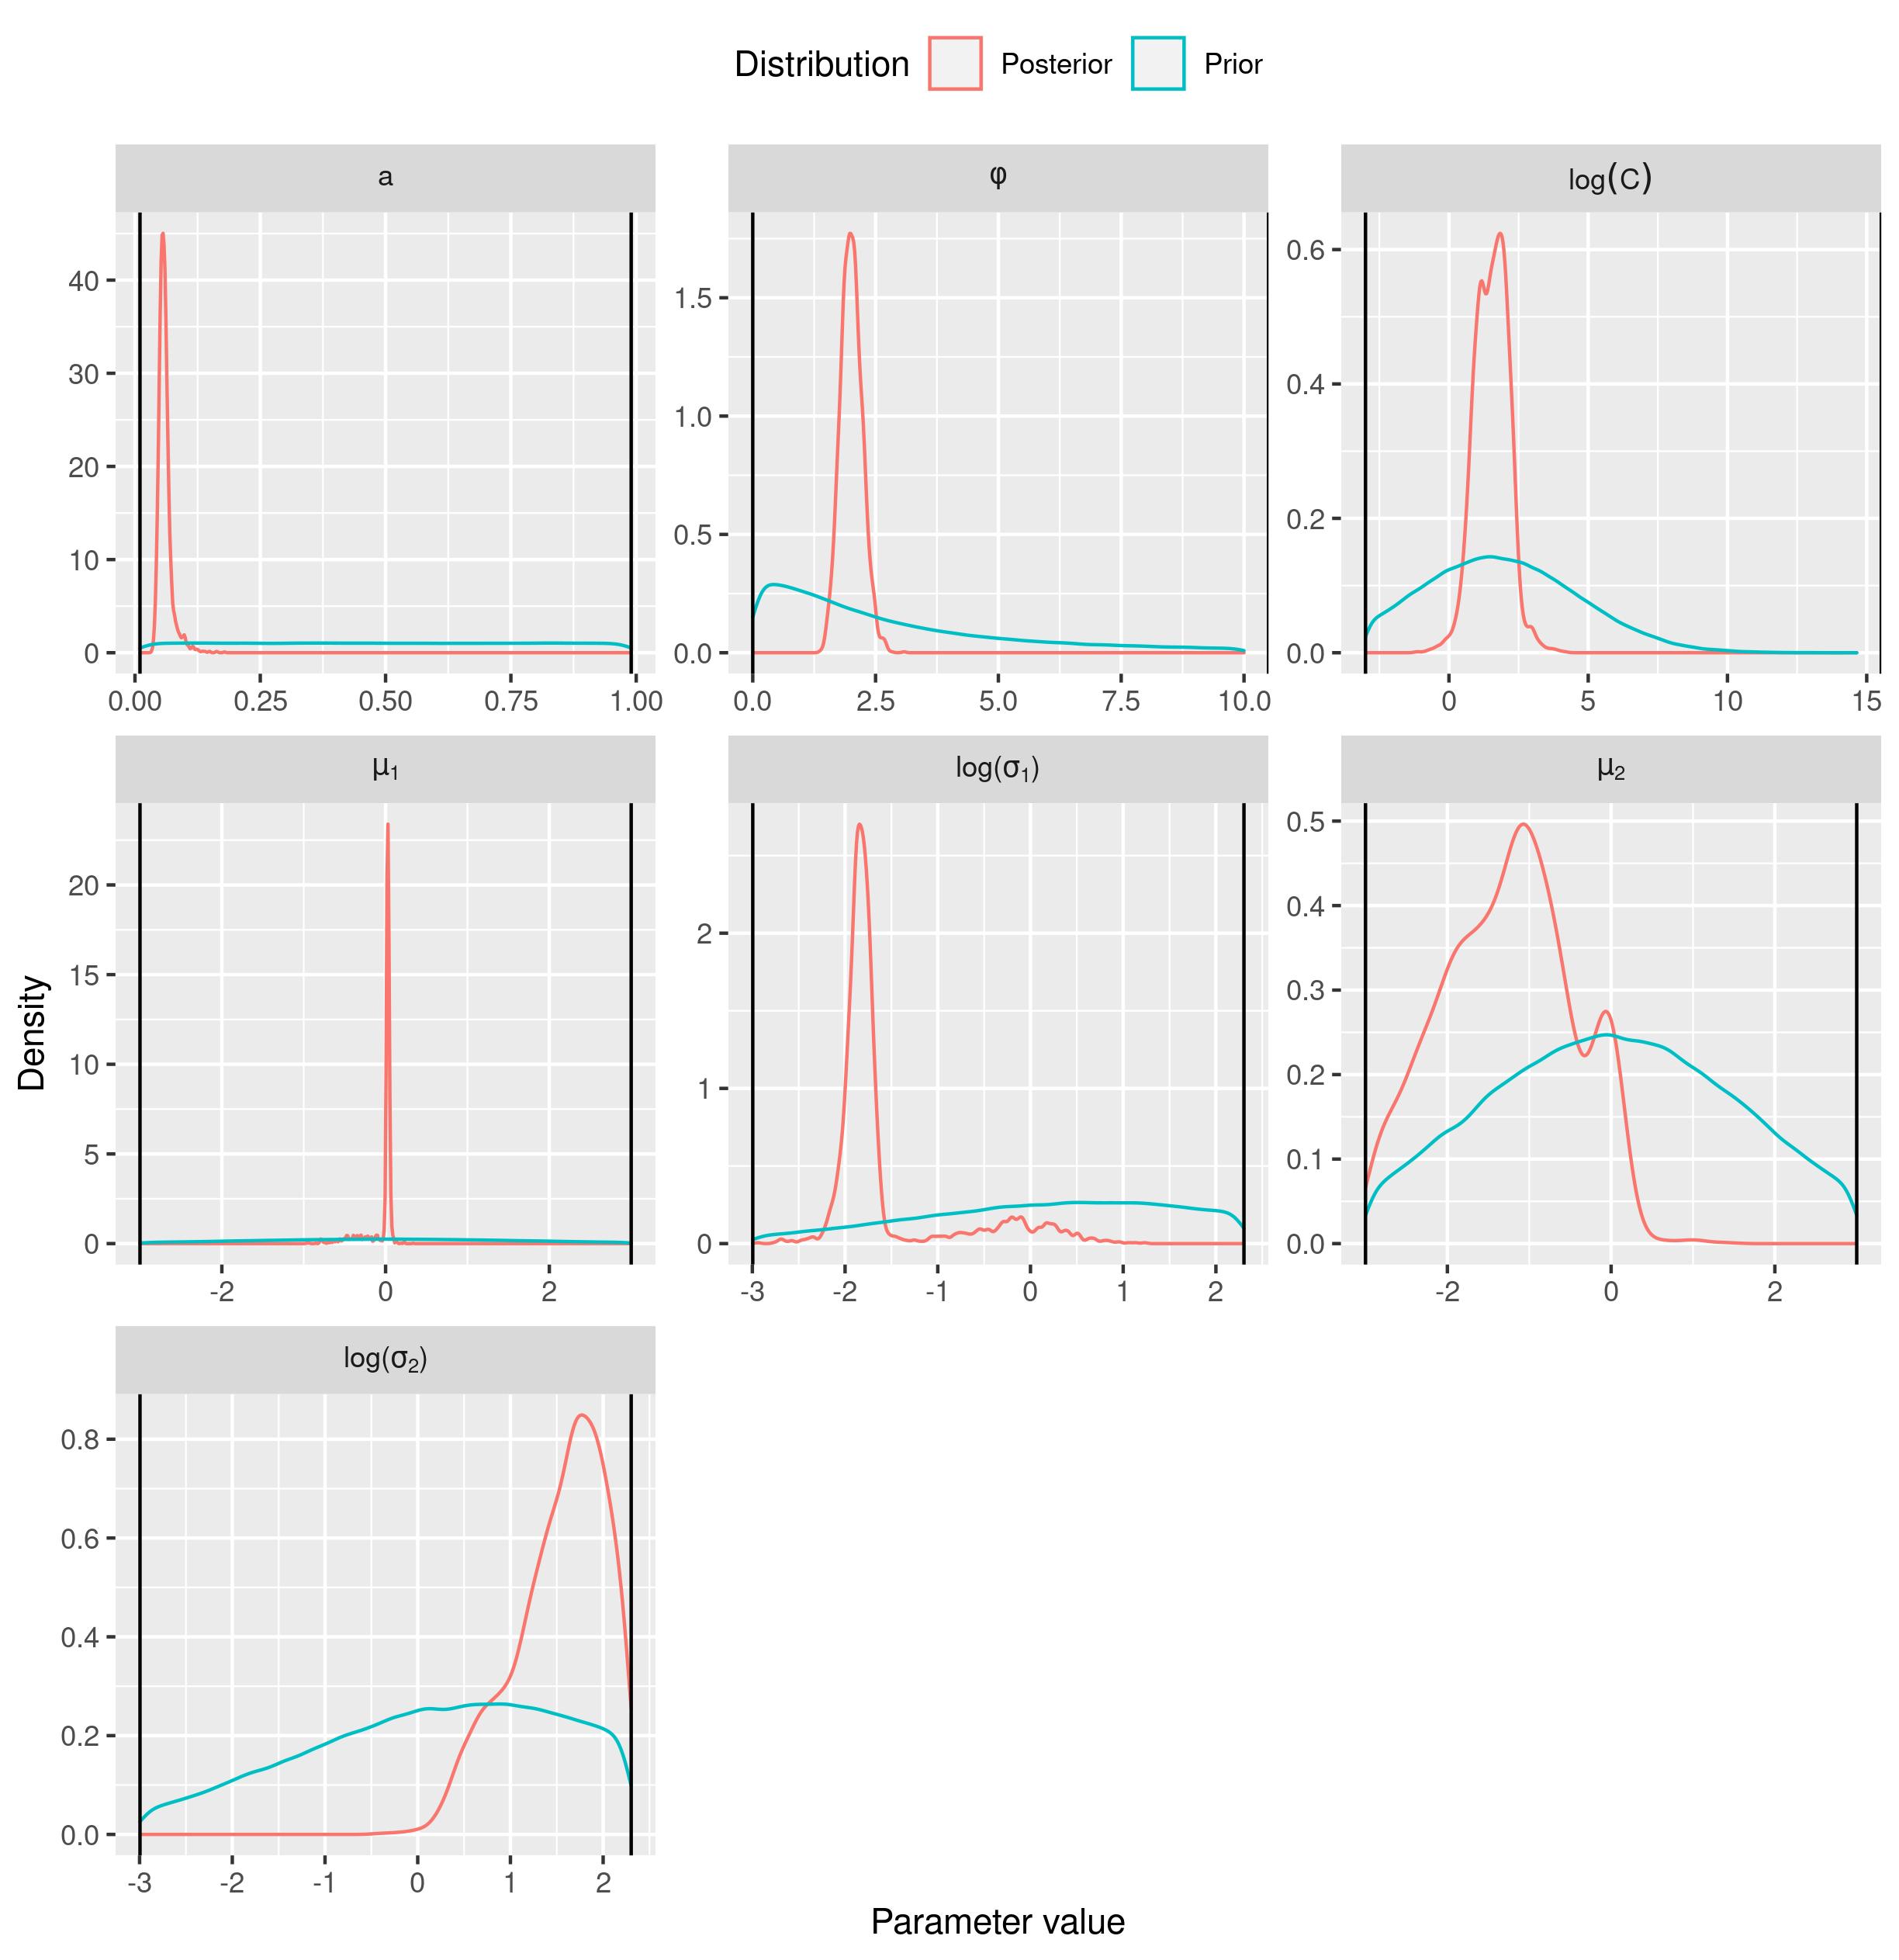 Distribution Posterior Prior
a φ log(C)
40
30
20
10
0
0.00 0.25 0.50 0.75 1.00
1.5
1.0
0.5
0.0
0.0 2.5 5.0 7.5 10.0
0.6
0.4
0.2
0.0
0 5 10 15
μ₁ log(σ₁) μ₂
20
15
10
5
0
-2 0 2
2
1
0
-3 -2 -1 0 1 2
0.5
0.4
0.3
0.2
0.1
0.0
-2 0 2
Density
log(σ₂)
0.8
0.6
0.4
0.2
0.0
-3 -2 -1 0 1 2
Parameter value